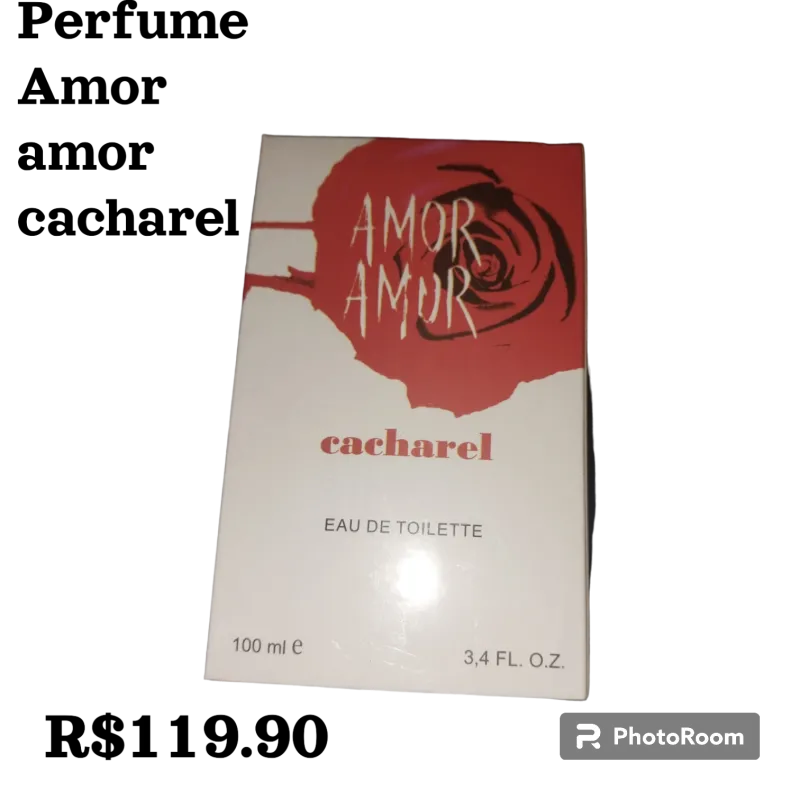 Perfume
Amor
amor
cacharel
AMOR
AMOR
cacharel
EAU DE TOILETTE
100 ml e
3,4 FL. O.Z.
R$119.90
PhotoRoom